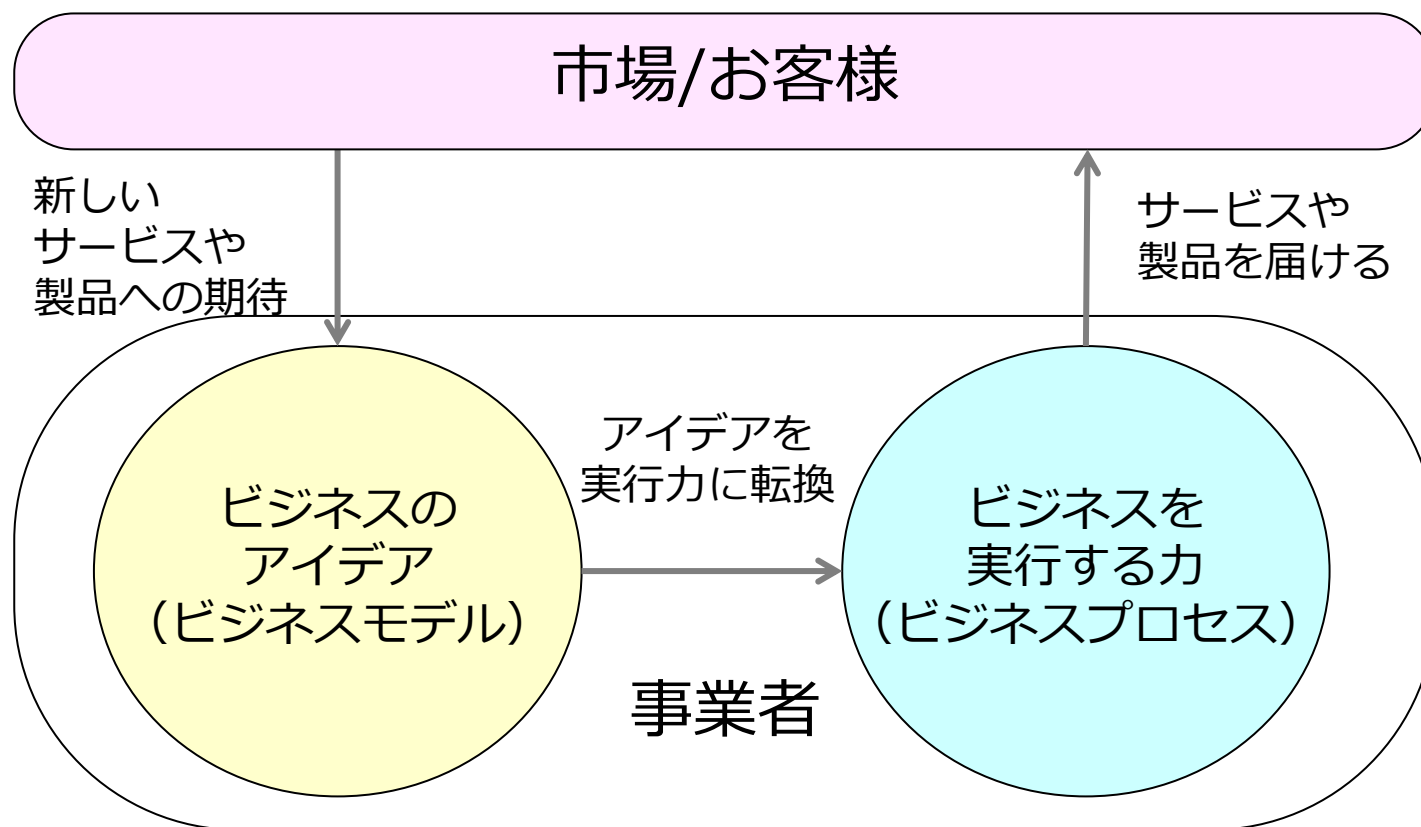 市場/お客様
新しい
サービスや
製品への期待
サービスや
製品を届ける
アイデアを
実行力に転換
ビジネスの
アイデア
（ビジネスモデル）
ビジネスを
実行する力
（ビジネスプロセス）
事業者